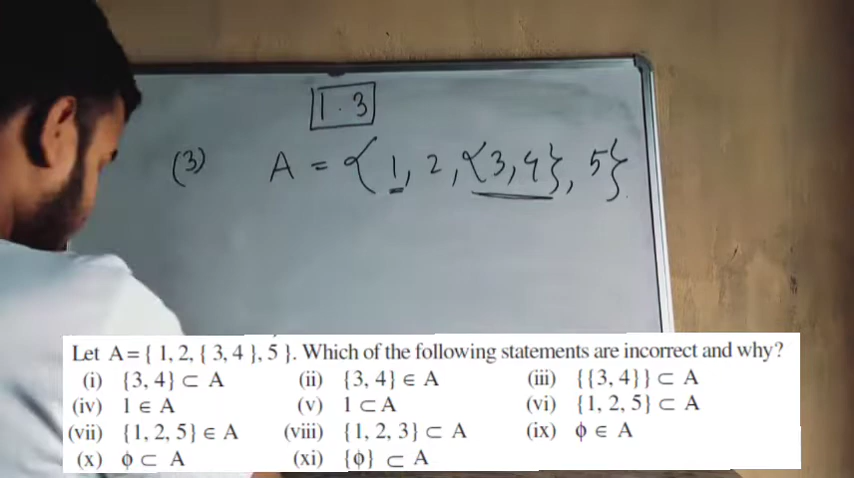 1.3
(3) A = {1, 2, {3, 4}, 5}
Let A = { 1, 2, { 3, 4 }, 5 }. Which of the following statements are incorrect and why?
(i) {3, 4} ⊂ A (ii) {3, 4} ∈ A (iii) {{3, 4}} ⊂ A
(iv) 1 ∈ A (v) 1 ⊂ A (vi) {1, 2, 5} ⊂ A
(vii) {1, 2, 5} ∈ A (viii) {1, 2, 3} ⊂ A (ix) φ ∈ A
(x) φ ⊂ A (xi) {φ} ⊂ A